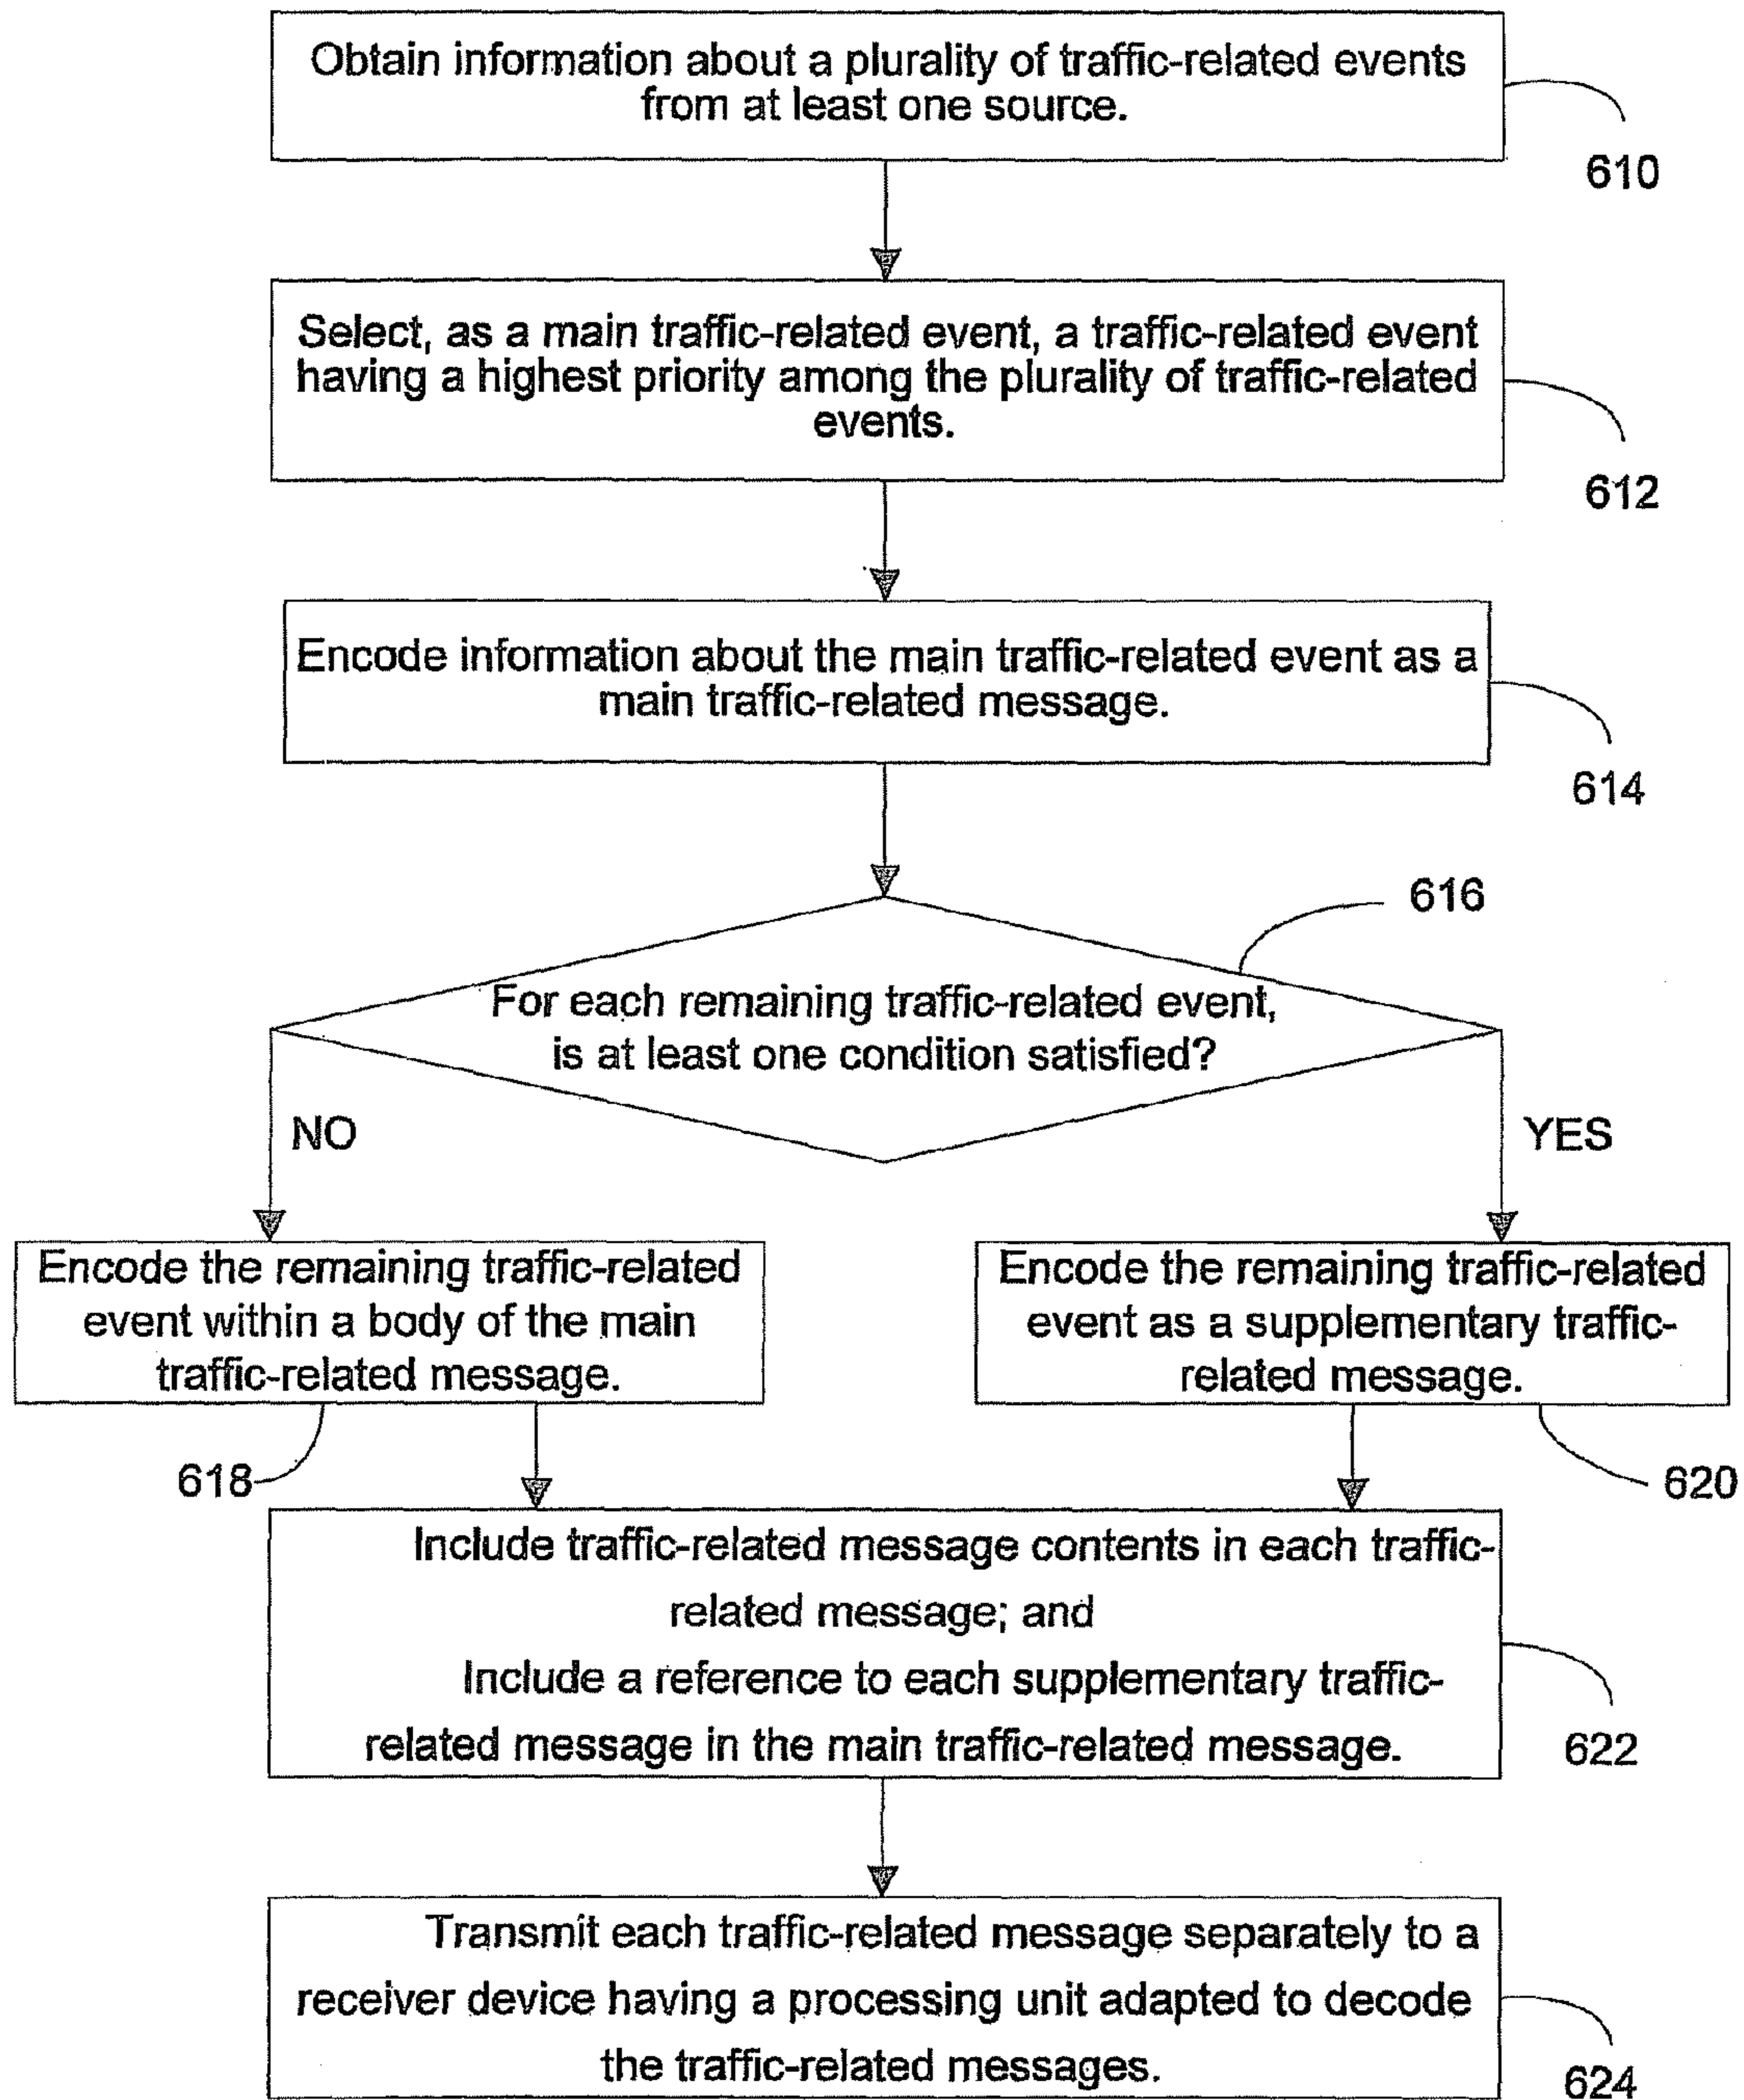 Obtain information about a plurality of traffic-related events
from at least one source.
610
Select, as a main traffic-related event, a traffic-related event
having a highest priority among the plurality of traffic-related
events.
612
Encode information about the main traffic-related event as a
main traffic-related message.
614
616
For each remaining traffic-related event,
is at least one condition satisfied?
NO
YES
Encode the remaining traffic-related
event within a body of the main
traffic-related message.
618
Encode the remaining traffic-related
event as a supplementary traffic-
related message.
620
Include traffic-related message contents in each traffic-
related message; and
Include a reference to each supplementary traffic-
related message in the main traffic-related message.
622
Transmit each traffic-related message separately to a
receiver device having a processing unit adapted to decode
the traffic-related messages.
624